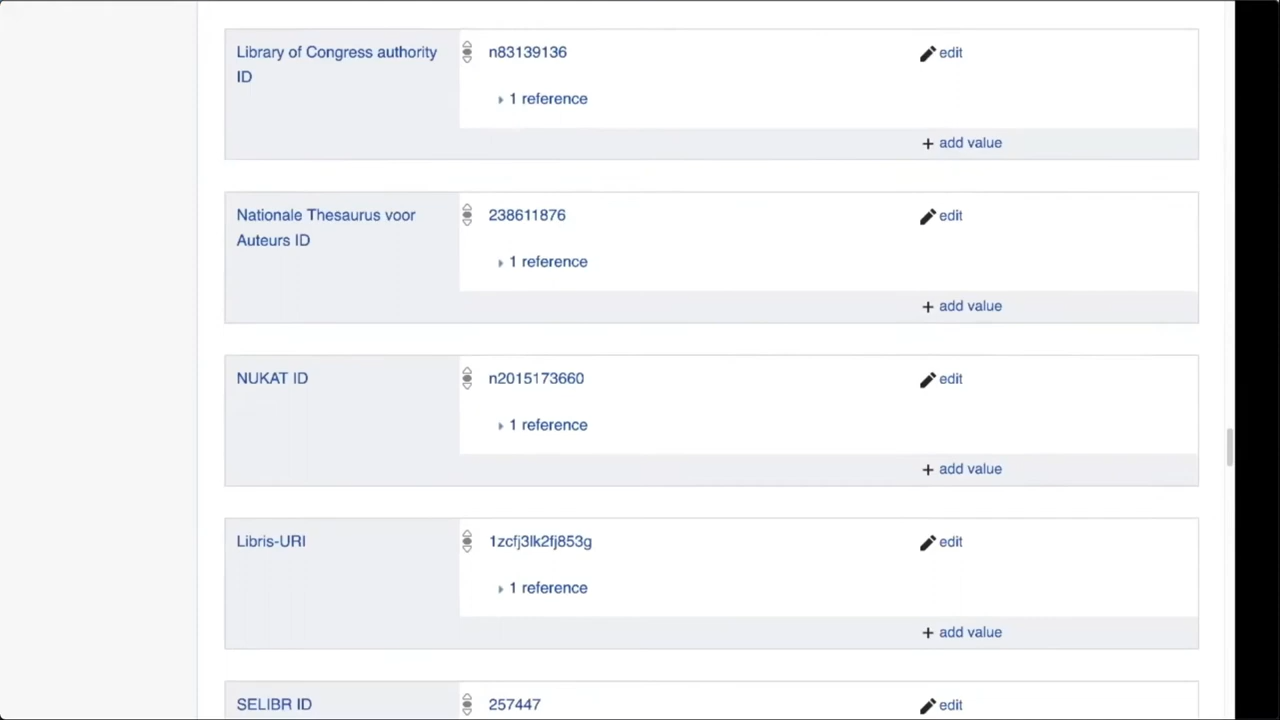 Library of Congress authority
ID
n83139136
edit
1 reference
+ add value
Nationale Thesaurus voor
Auteurs ID
238611876
edit
1 reference
+ add value
NUKAT ID
n2015173660
edit
1 reference
+ add value
Libris-URI
1zcfj3lk2fj853g
edit
1 reference
+ add value
SELIBR ID
257447
edit